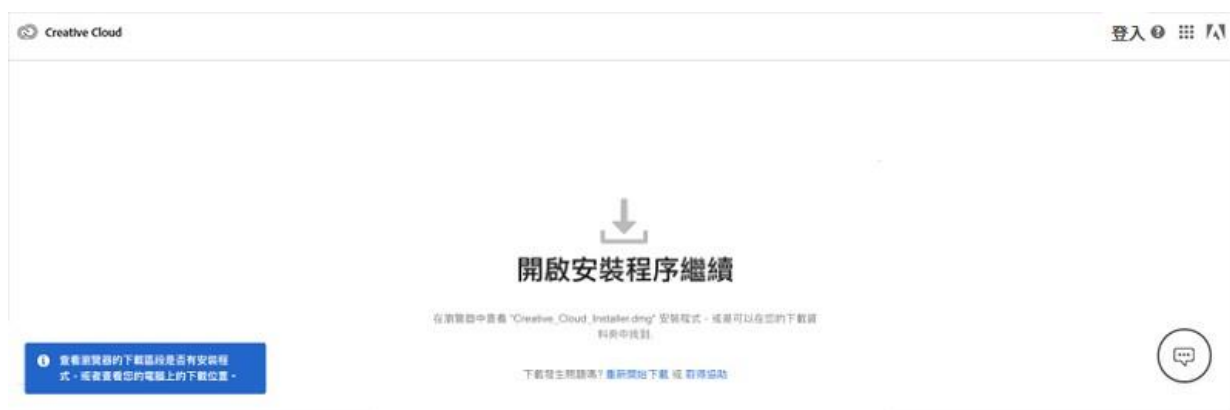 Creative Cloud
登入
開啟安裝程序繼續
在瀏覽器中查看 "Creative_Cloud_Installer.dmg" 安裝程式,或是可以在您的下載資
料夾中找到.
查看瀏覽器的下載區段是否有安裝程
式,或者查看您的電腦上的下載位置。
下載發生問題嗎? 重新開始下載 或 取得協助